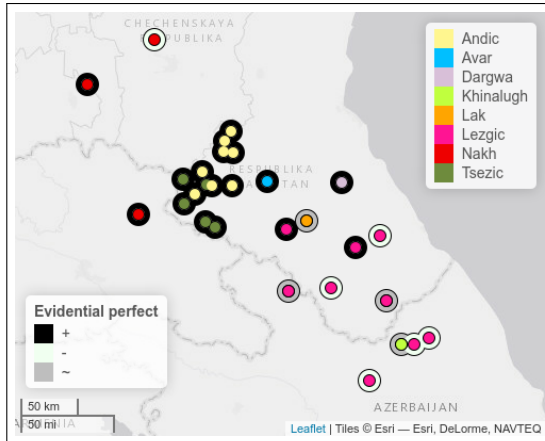 CHECHENSKAYA
RESPUBLIKA
Andic
Avar
Dargwa
Khinalugh
Lak
Lezgic
Nakh
Tsezic
RESPUBLIKA
Evidential perfect
+
-
~
50 km
50 mi
AZERBAIJAN
Leaflet | Tiles © Esri — Esri, DeLorme, NAVTEQ